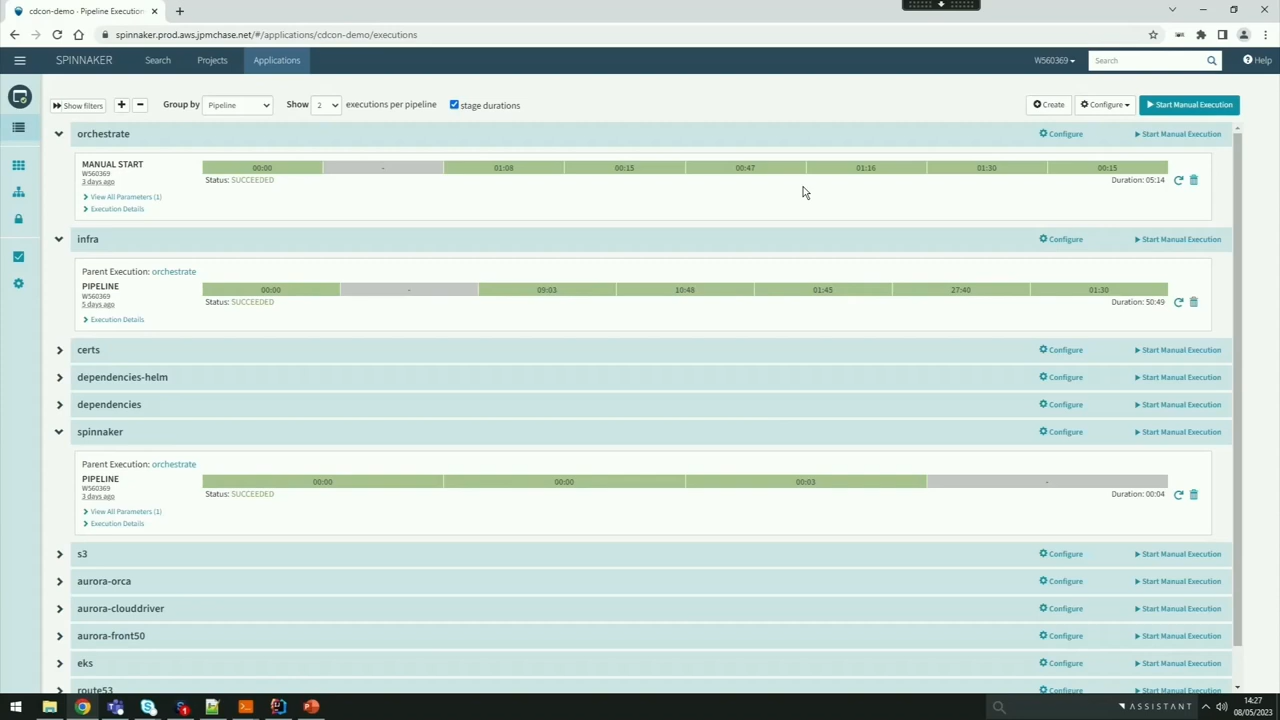 cdcon-demo · Pipeline Execution
spinnaker.prod.aws.jpmchase.net/#/applications/cdcon-demo/executions
SPINNAKER Search Projects Applications W560369 Search Help
Show filters Group by Pipeline Show 2 executions per pipeline stage durations Create Configure Start Manual Execution
orchestrate Configure Start Manual Execution
MANUAL START 00:00 - 01:08 00:15 00:47 01:16 01:30 00:15
W560369 Status: SUCCEEDED Duration: 05:14
3 days ago
View All Parameters (1)
Execution Details
infra Configure Start Manual Execution
Parent Execution: orchestrate
PIPELINE 00:00 - 09:03 10:48 01:45 27:40 01:30
W560369 Status: SUCCEEDED Duration: 50:49
5 days ago
Execution Details
certs Configure Start Manual Execution
dependencies-helm Configure Start Manual Execution
dependencies Configure Start Manual Execution
spinnaker Configure Start Manual Execution
Parent Execution: orchestrate
PIPELINE 00:00 00:00 00:03 -
W560369 Status: SUCCEEDED Duration: 00:04
3 days ago
View All Parameters (1)
Execution Details
s3 Configure Start Manual Execution
aurora-orca Configure Start Manual Execution
aurora-clouddriver Configure Start Manual Execution
aurora-front50 Configure Start Manual Execution
eks Configure Start Manual Execution
route53 Configure Start Manual Execution
ASSISTANT 14:27
08/05/2023